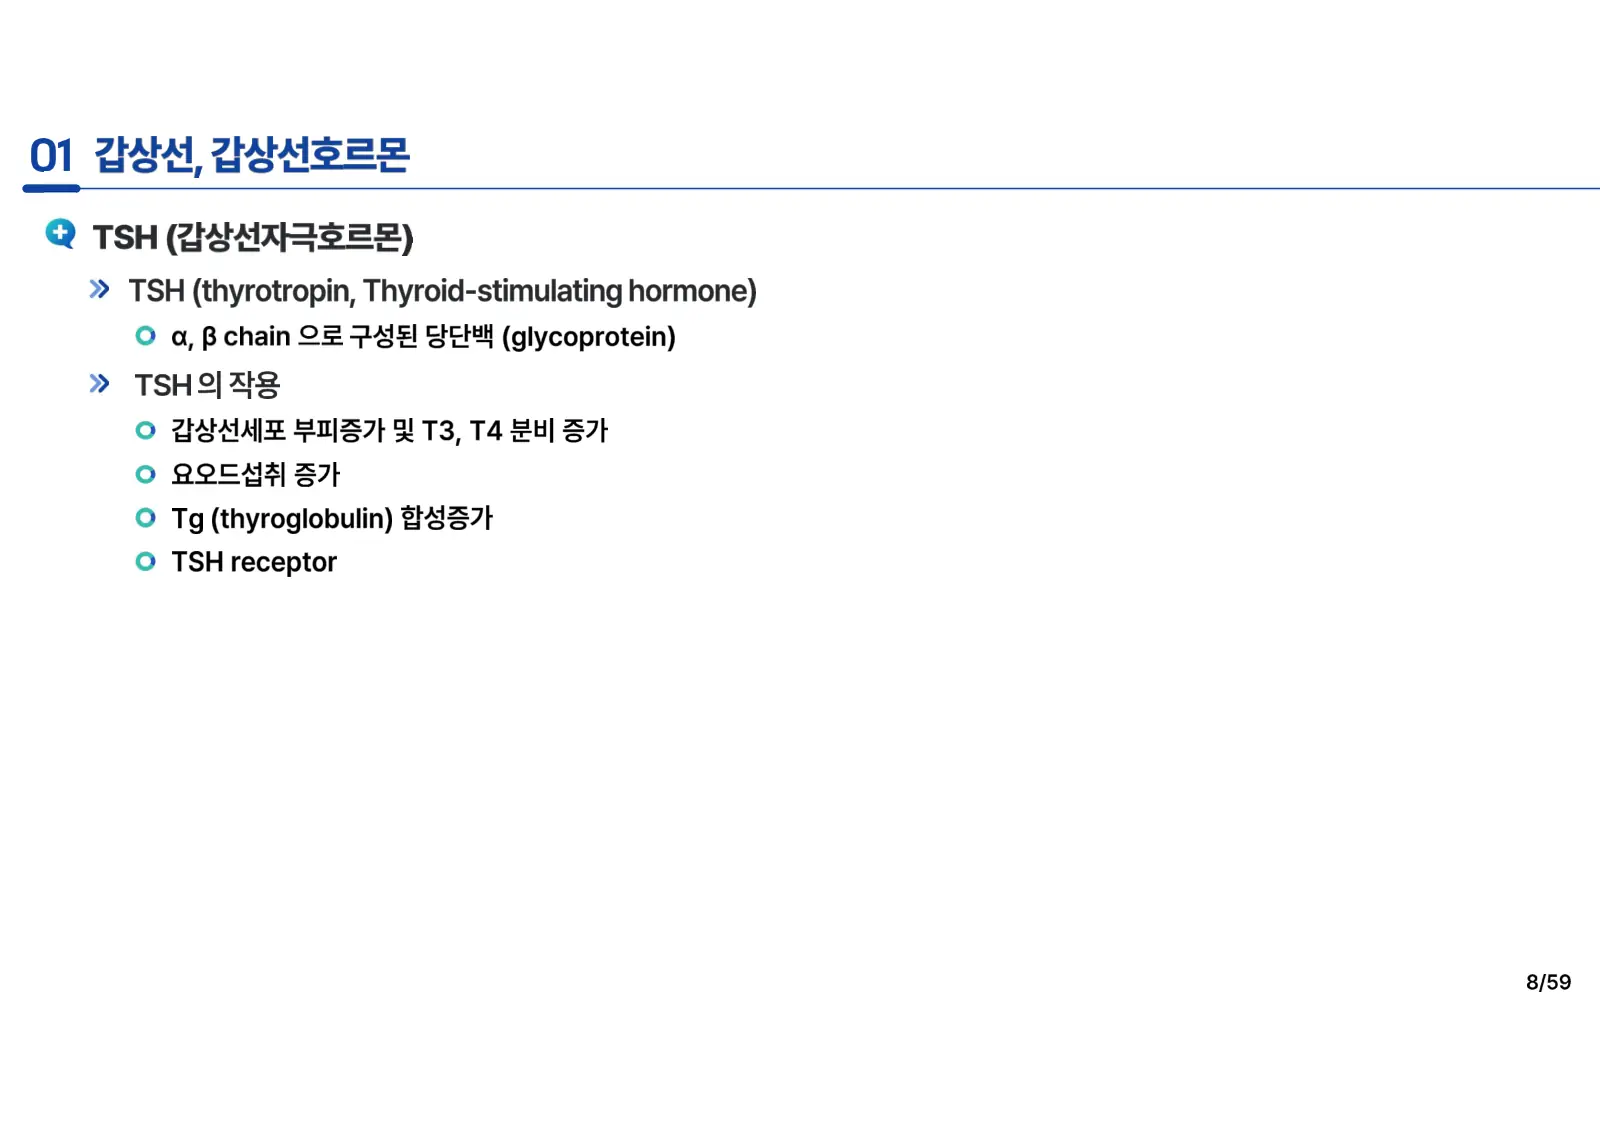 01 갑상선, 갑상선호르몬
TSH (갑상선자극호르몬)
TSH (thyrotropin, Thyroid-stimulating hormone)
α, β chain 으로 구성된 당단백 (glycoprotein)
TSH 의 작용
갑상선세포 부피증가 및 T3, T4 분비 증가
요오드섭취 증가
Tg (thyroglobulin) 합성증가
TSH receptor
8/59